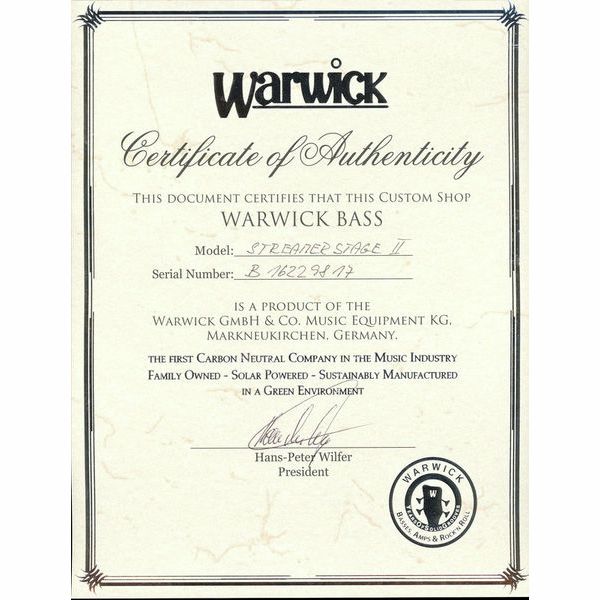 Warwick
Certificate of Authenticity
THIS DOCUMENT CERTIFIES THAT THIS CUSTOM SHOP
WARWICK BASS
Model: STREAMER STAGE II
Serial Number: B 16229817
IS A PRODUCT OF THE
WARWICK GMBH & CO. MUSIC EQUIPMENT KG,
MARKNEUKIRCHEN, GERMANY,
THE FIRST CARBON NEUTRAL COMPANY IN THE MUSIC INDUSTRY
FAMILY OWNED - SOLAR POWERED - SUSTAINABLY MANUFACTURED
IN A GREEN ENVIRONMENT
Hans-Peter Wilfer
President
WARWICK
W
BASSES, AMPS & ROCK'N ROLL